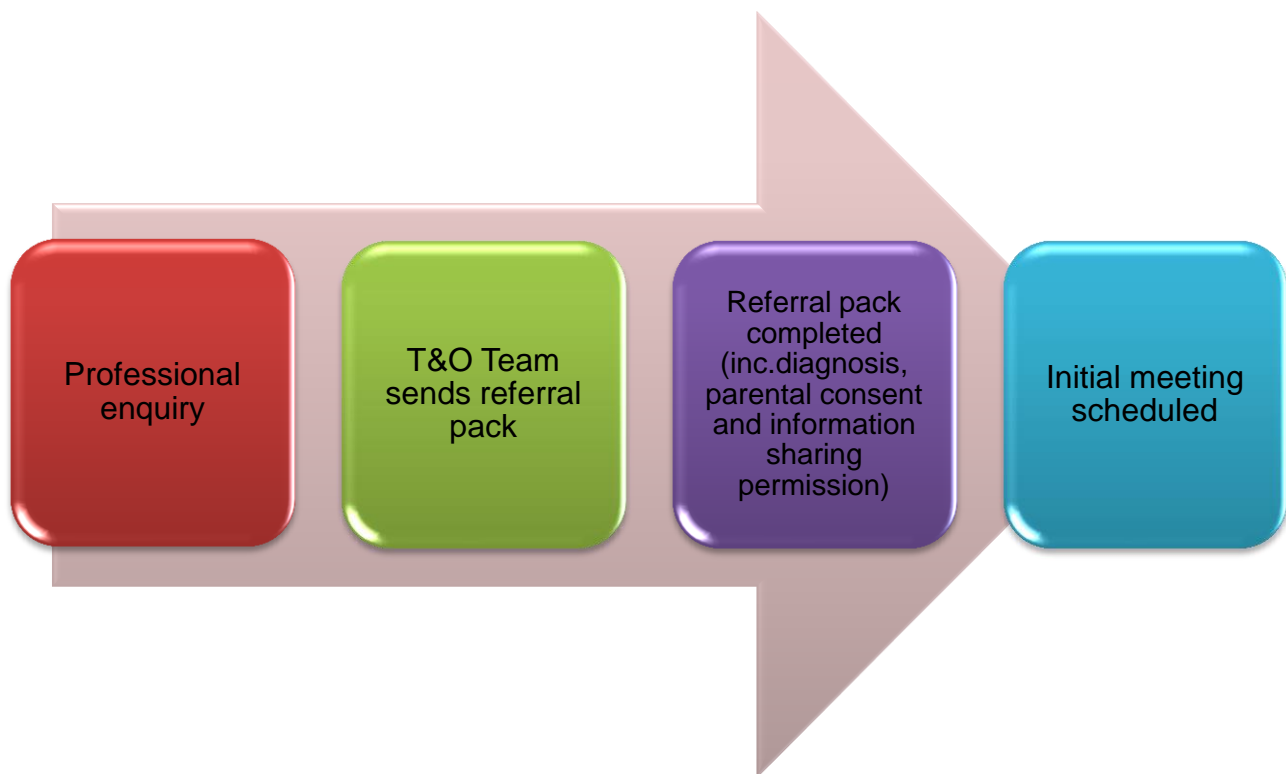 Professional
enquiry
T&O Team
sends referral
pack
Referral pack
completed
(inc.diagnosis,
parental consent
and information
sharing
permission)
Initial meeting
scheduled